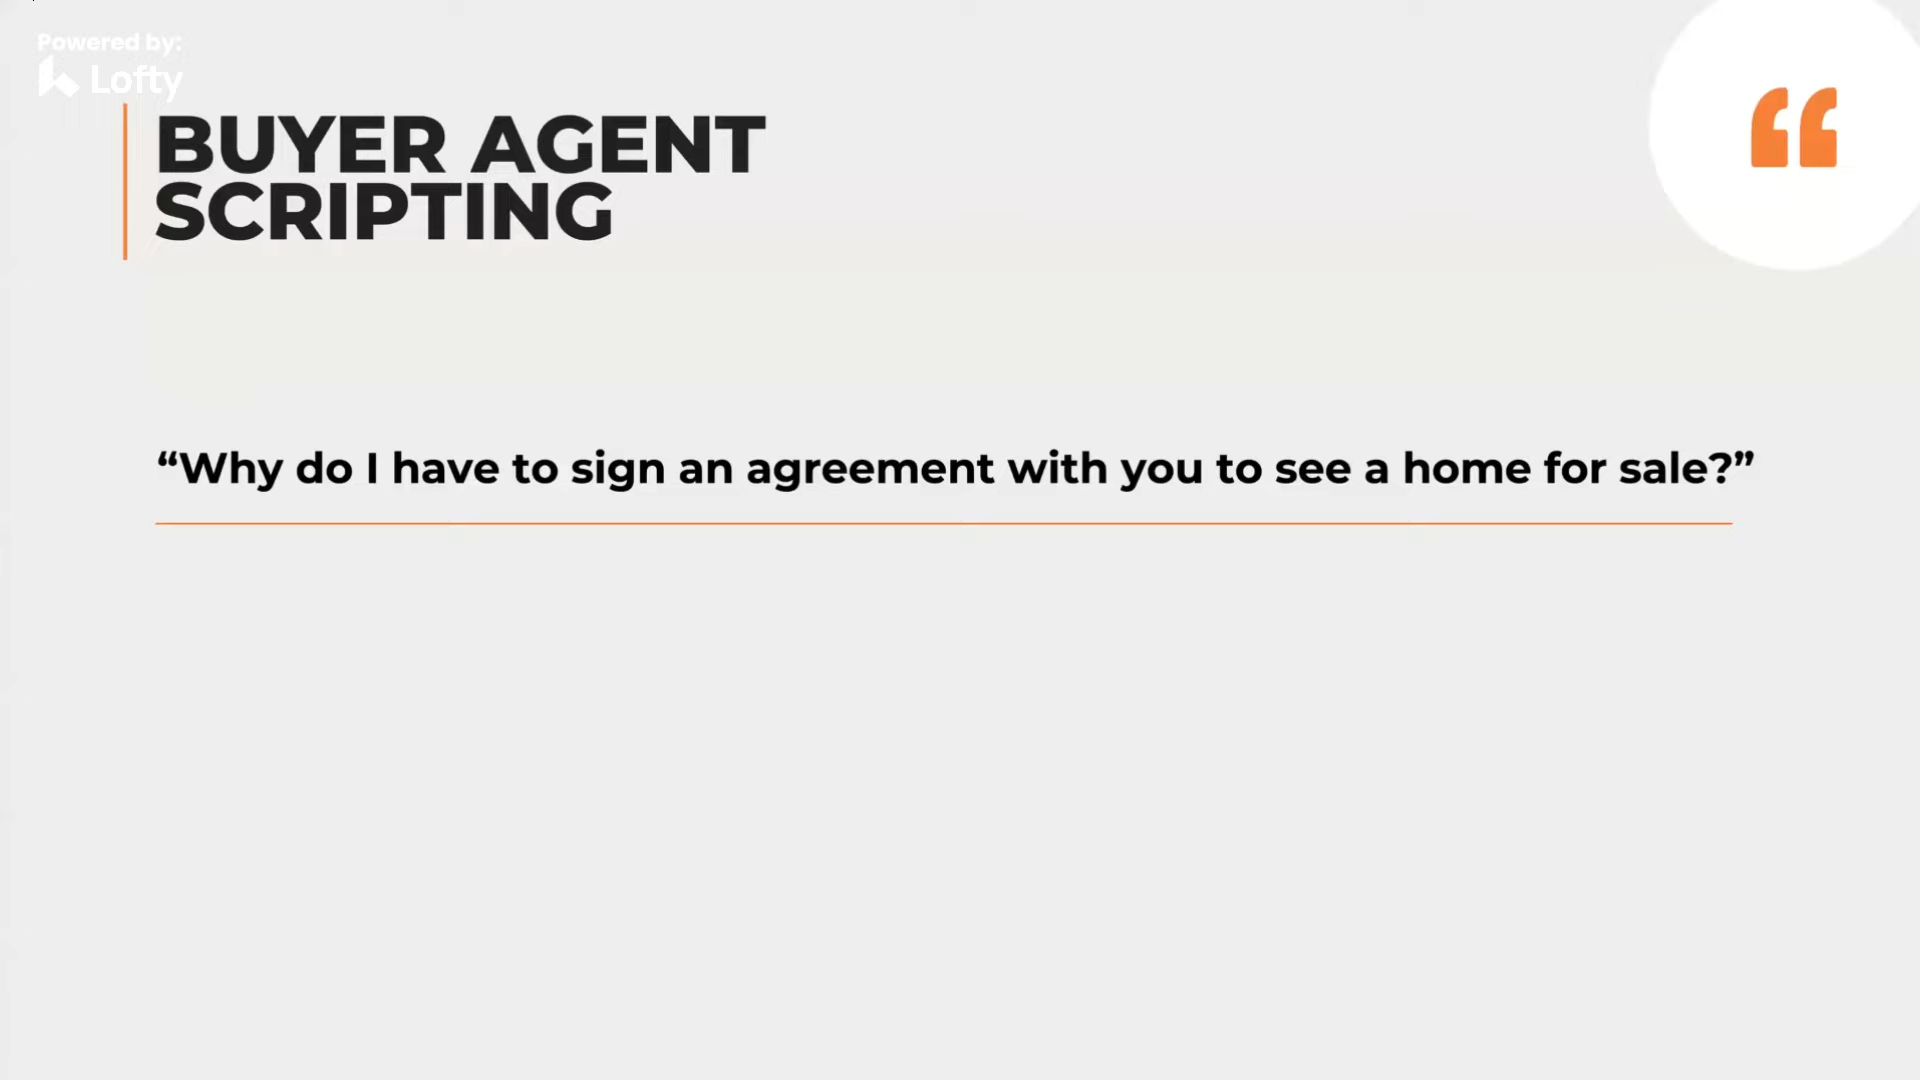 Powered by:
Lofty
BUYER AGENT
SCRIPTING
“Why do I have to sign an agreement with you to see a home for sale?”